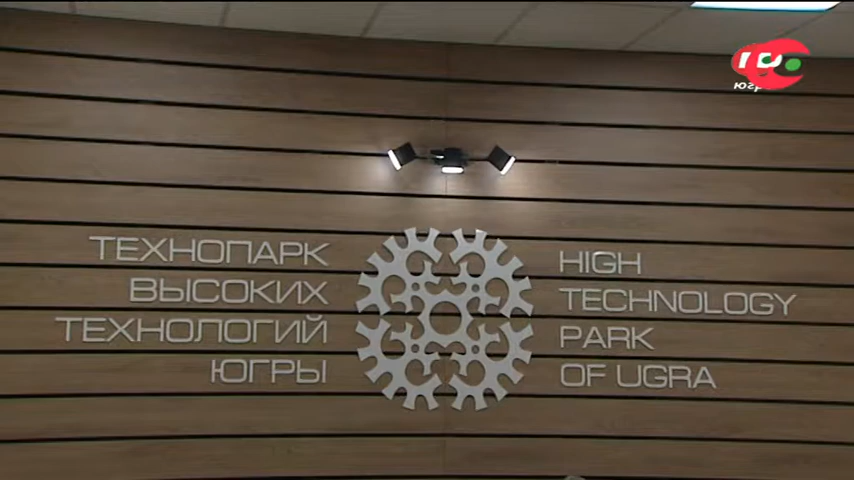 ЮГРА
ТЕХНОПАРК
ВЫСОКИХ
ТЕХНОЛОГИЙ
ЮГРЫ
HIGH
TECHNOLOGY
PARK
OF UGRA